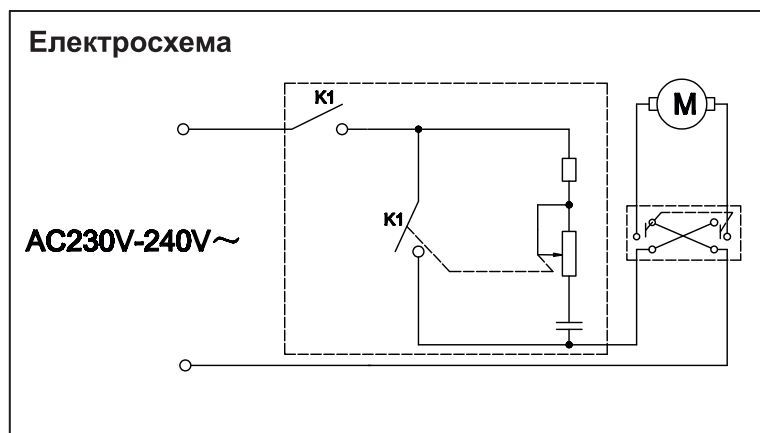 Електросхема
K1
M
K1
AC230V-240V~